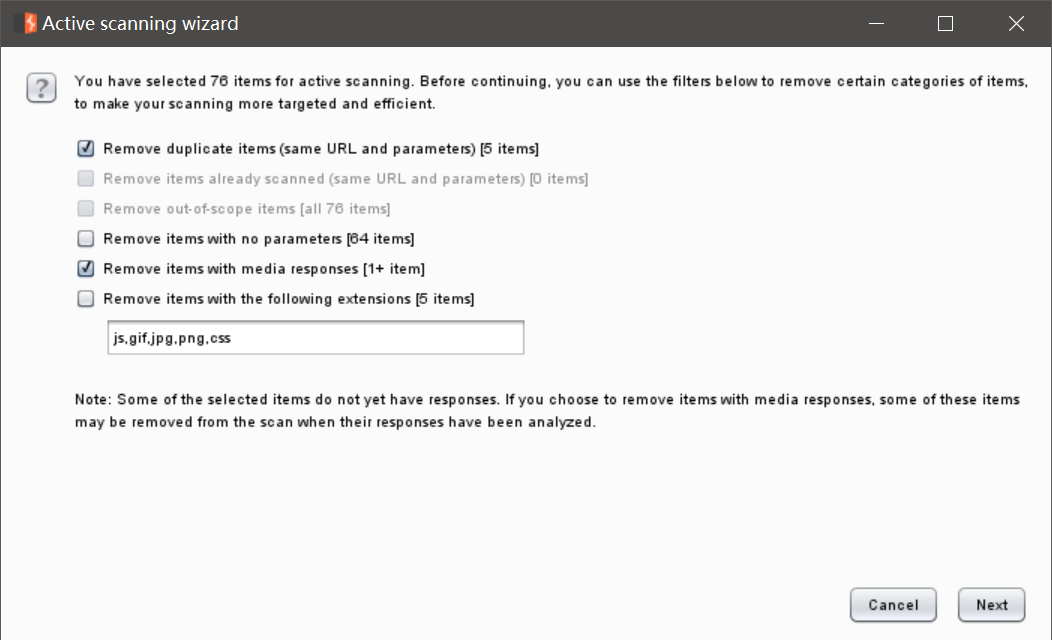 Active scanning wizard
?
You have selected 76 items for active scanning. Before continuing, you can use the filters below to remove certain categories of items,
to make your scanning more targeted and efficient.
Remove duplicate items (same URL and parameters) [5 items]
Remove items already scanned (same URL and parameters) [0 items]
Remove out-of-scope items [all 76 items]
Remove items with no parameters [64 items]
Remove items with media responses [1+ item]
Remove items with the following extensions [5 items]
js,gif,jpg,png,css
Note: Some of the selected items do not yet have responses. If you choose to remove items with media responses, some of these items
may be removed from the scan when their responses have been analyzed.
Cancel Next